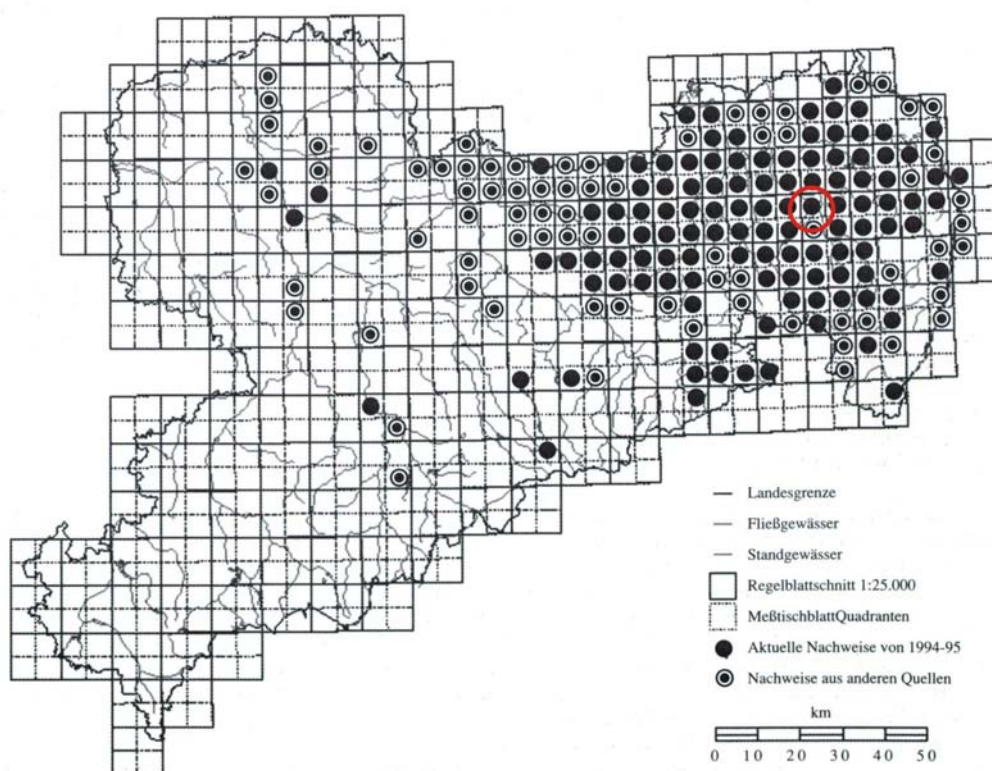 Landesgrenze
Fließgewässer
Standgewässer
Regelblattschnitt 1:25.000
MeßtischblattQuadranten
Aktuelle Nachweise von 1994-95
Nachweise aus anderen Quellen
km
0 10 20 30 40 50